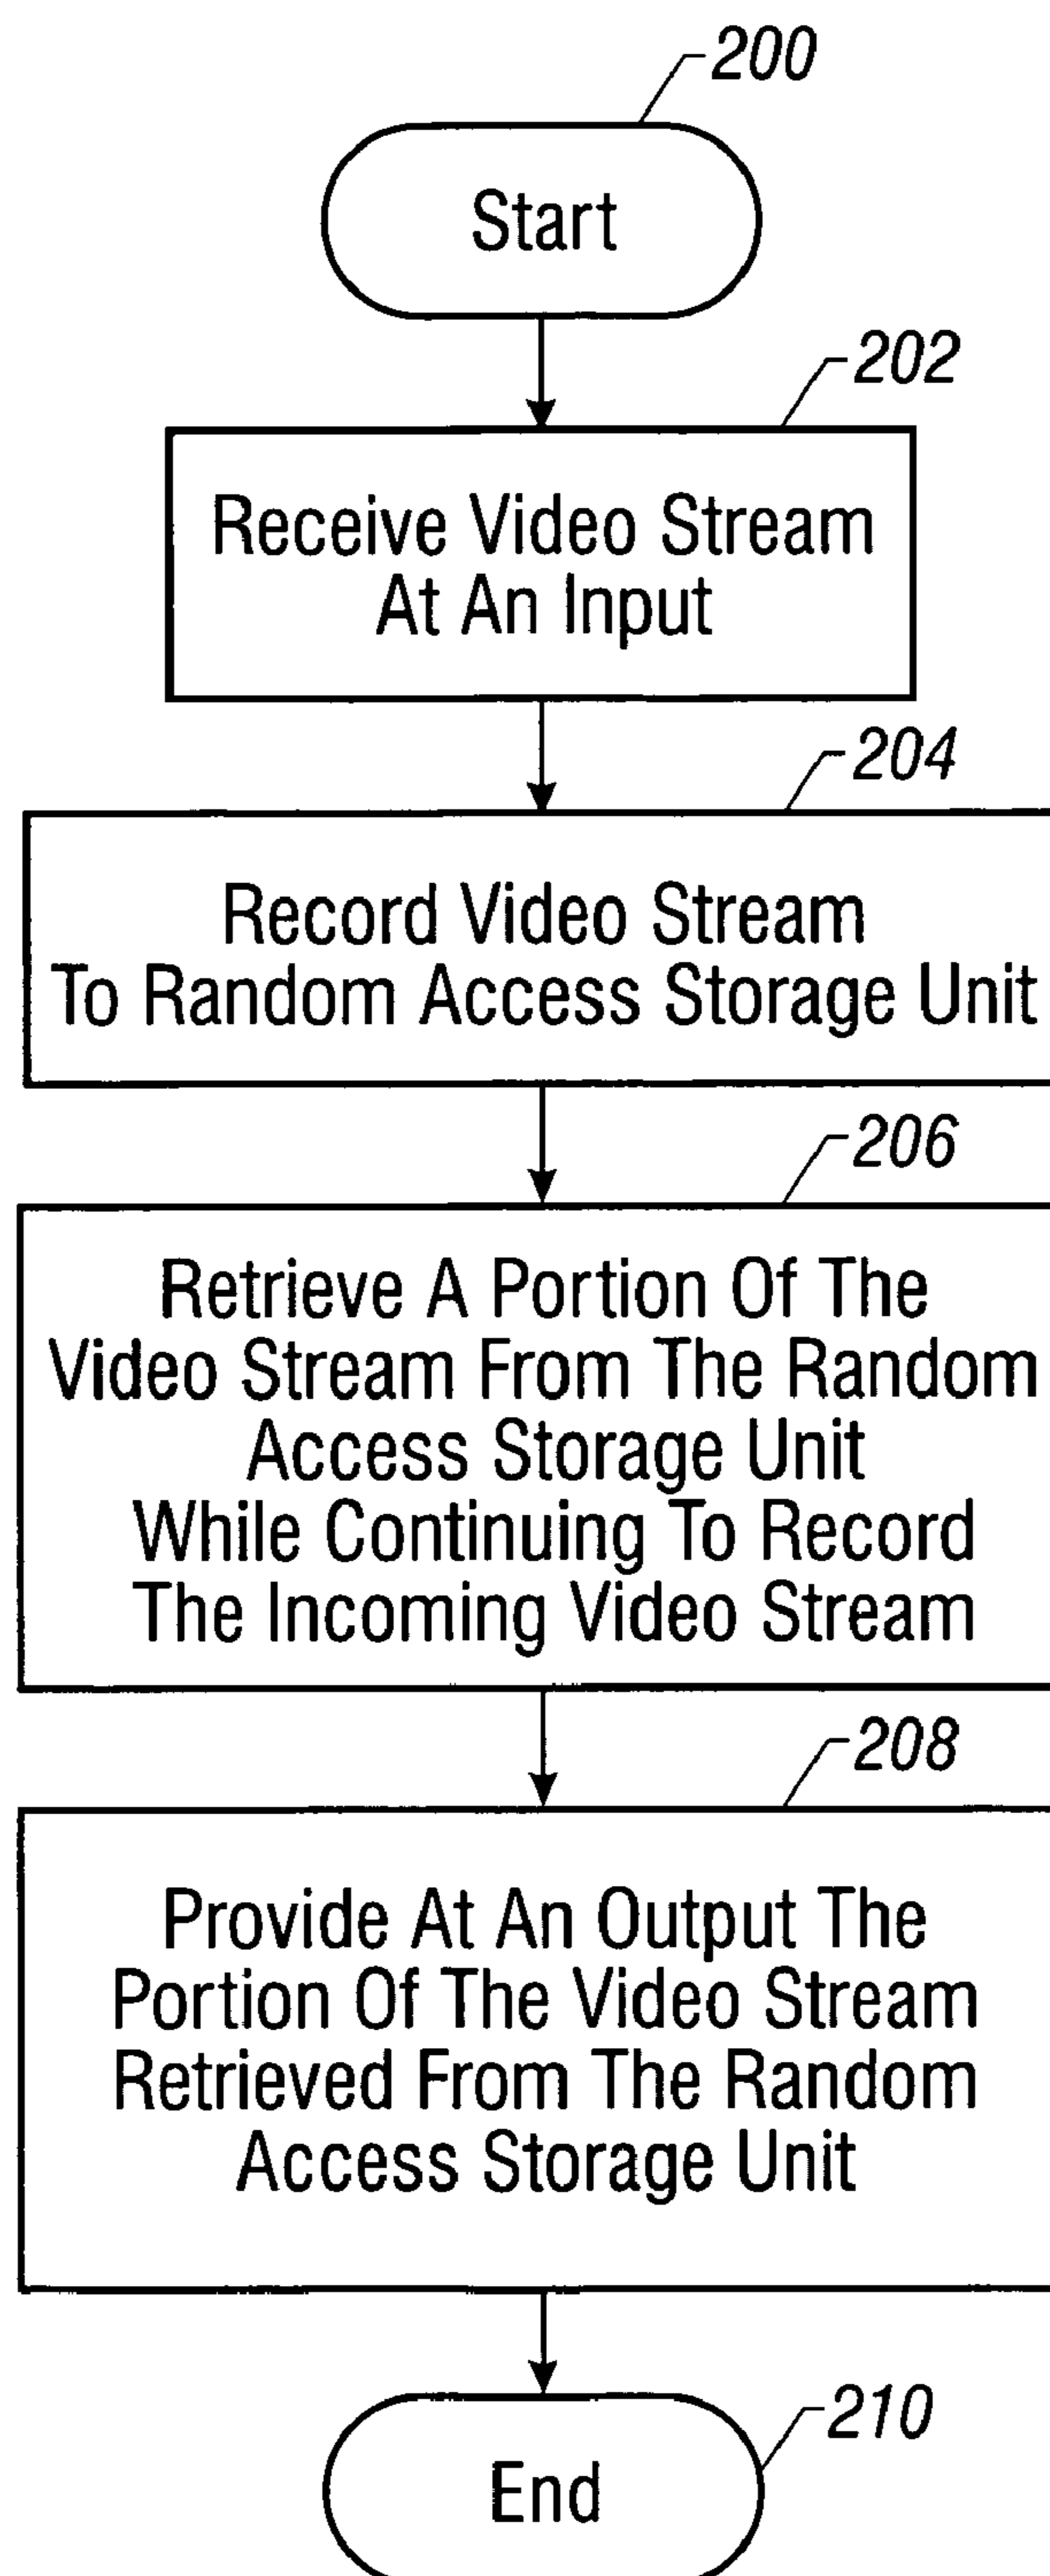 200
Start
202
Receive Video Stream
At An Input
204
Record Video Stream
To Random Access Storage Unit
206
Retrieve A Portion Of The
Video Stream From The Random
Access Storage Unit
While Continuing To Record
The Incoming Video Stream
208
Provide At An Output The
Portion Of The Video Stream
Retrieved From The Random
Access Storage Unit
210
End